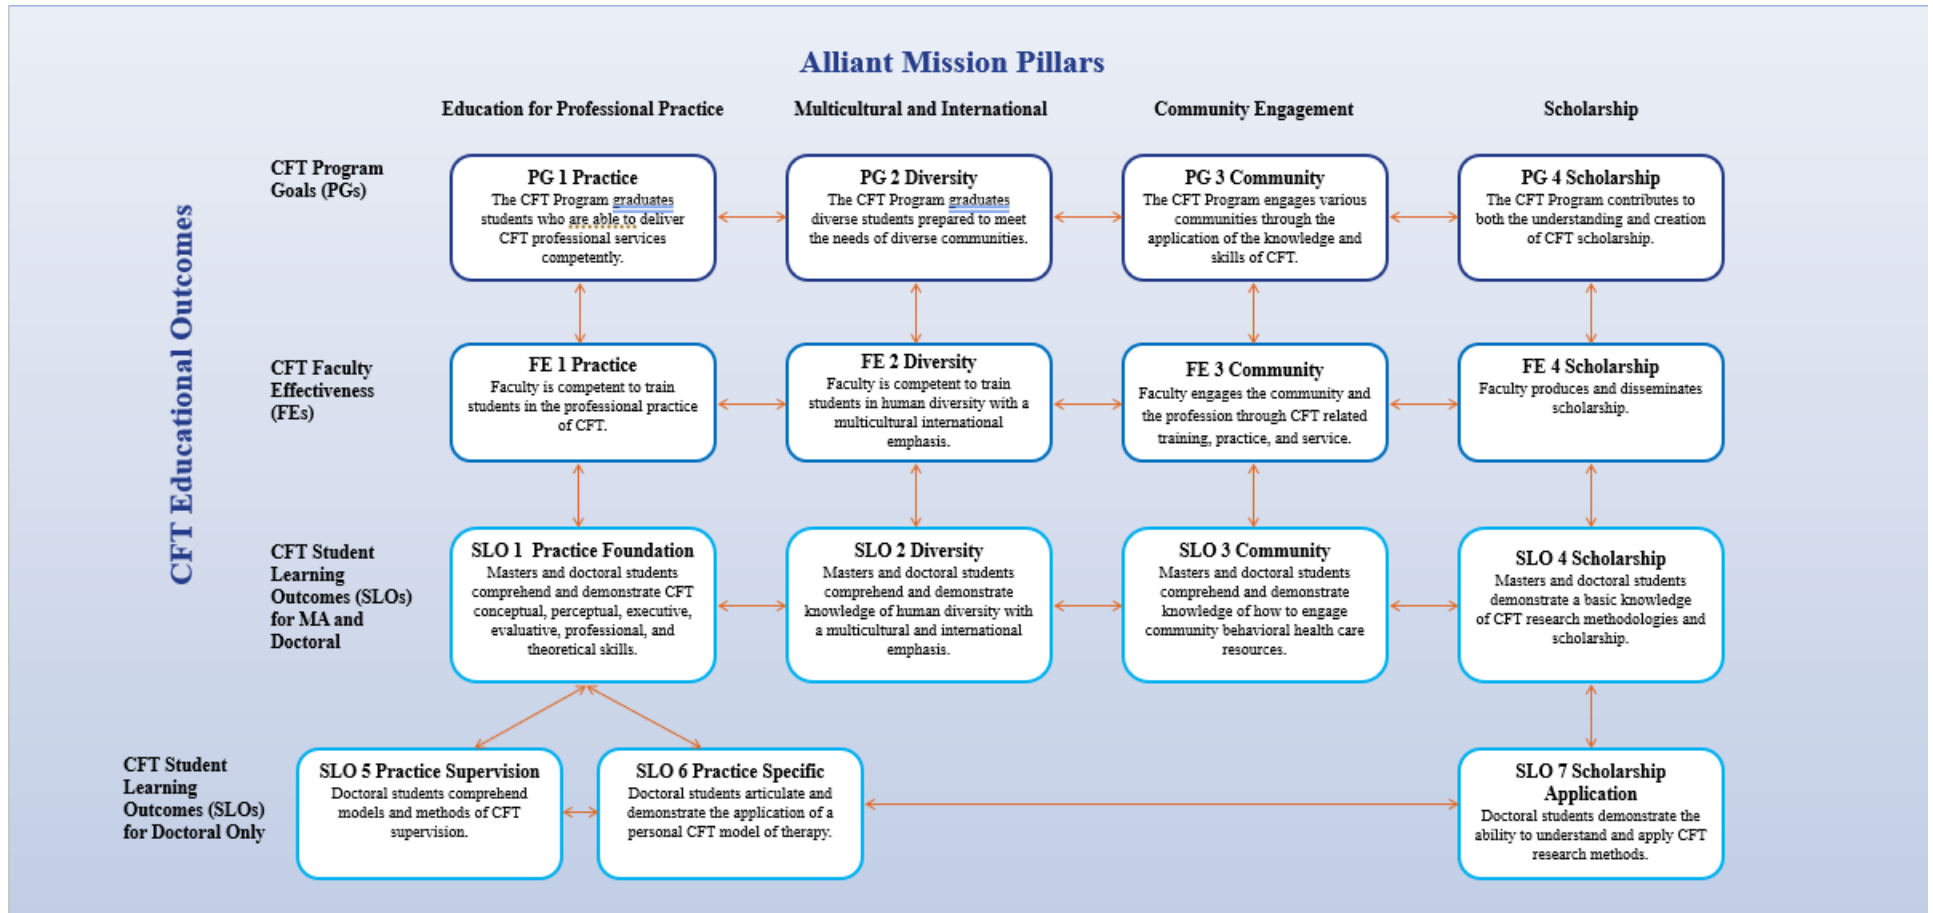 Alliant Mission Pillars
Education for Professional Practice
Multicultural and International
Community Engagement
Scholarship
CFT Educational Outcomes
CFT Program
Goals (PGs)
PG 1 Practice
The CFT Program graduates
students who are able to deliver
CFT professional services
competently.
PG 2 Diversity
The CFT Program graduates
diverse students prepared to meet
the needs of diverse communities.
PG 3 Community
The CFT Program engages various
communities through the
application of the knowledge and
skills of CFT.
PG 4 Scholarship
The CFT Program contributes to
both the understanding and creation
of CFT scholarship.
CFT Faculty
Effectiveness
(FEs)
FE 1 Practice
Faculty is competent to train
students in the professional practice
of CFT.
FE 2 Diversity
Faculty is competent to train
students in human diversity with a
multicultural international
emphasis.
FE 3 Community
Faculty engages the community and
the profession through CFT related
training, practice, and service.
FE 4 Scholarship
Faculty produces and disseminates
scholarship.
CFT Student
Learning
Outcomes (SLOs)
for MA and
Doctoral
SLO 1  Practice Foundation
Masters and doctoral students
comprehend and demonstrate CFT
conceptual, perceptual, executive,
evaluative, professional, and
theoretical skills.
SLO 2 Diversity
Masters and doctoral students
comprehend and demonstrate
knowledge of human diversity with
a multicultural and international
emphasis.
SLO 3 Community
Masters and doctoral students
comprehend and demonstrate
knowledge of how to engage
community behavioral health care
resources.
SLO 4 Scholarship
Masters and doctoral students
demonstrate a basic knowledge
of CFT research methodologies and
scholarship.
CFT Student
Learning
Outcomes (SLOs)
for Doctoral Only
SLO 5 Practice Supervision
Doctoral students comprehend
models and methods of CFT
supervision.
SLO 6 Practice Specific
Doctoral students articulate and
demonstrate the application of a
personal CFT model of therapy.
SLO 7 Scholarship
Application
Doctoral students demonstrate the
ability to understand and apply CFT
research methods.